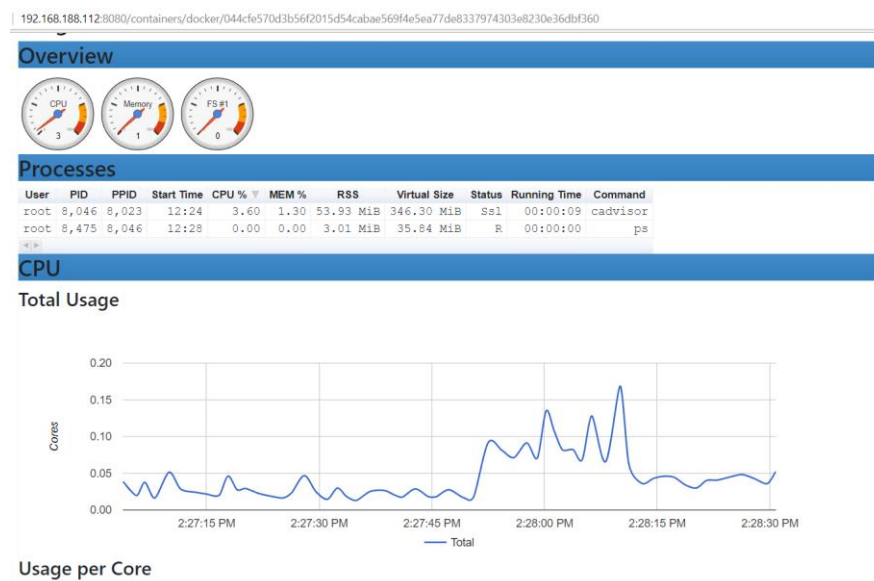 192.168.188.112:8080/containers/docker/044cfe570d3b56f2015d54cabae569f4e5ea77de8337974303e8230e36dbf360
Overview
CPU Memory FS #1
3 1 0
Processes
User PID PPID Start Time CPU % MEM % RSS Virtual Size Status Running Time Command
root 8,046 8,023 12:24 3.60 1.30 53.93 MiB 346.30 MiB Ssl 00:00:09 cadvisor
root 8,475 8,046 12:28 0.00 0.00 3.01 MiB 35.84 MiB R 00:00:00 ps
CPU
Total Usage
0.20
0.15
Cores
0.10
0.05
0.00
2:27:15 PM 2:27:30 PM 2:27:45 PM 2:28:00 PM 2:28:15 PM 2:28:30 PM
Total
Usage per Core